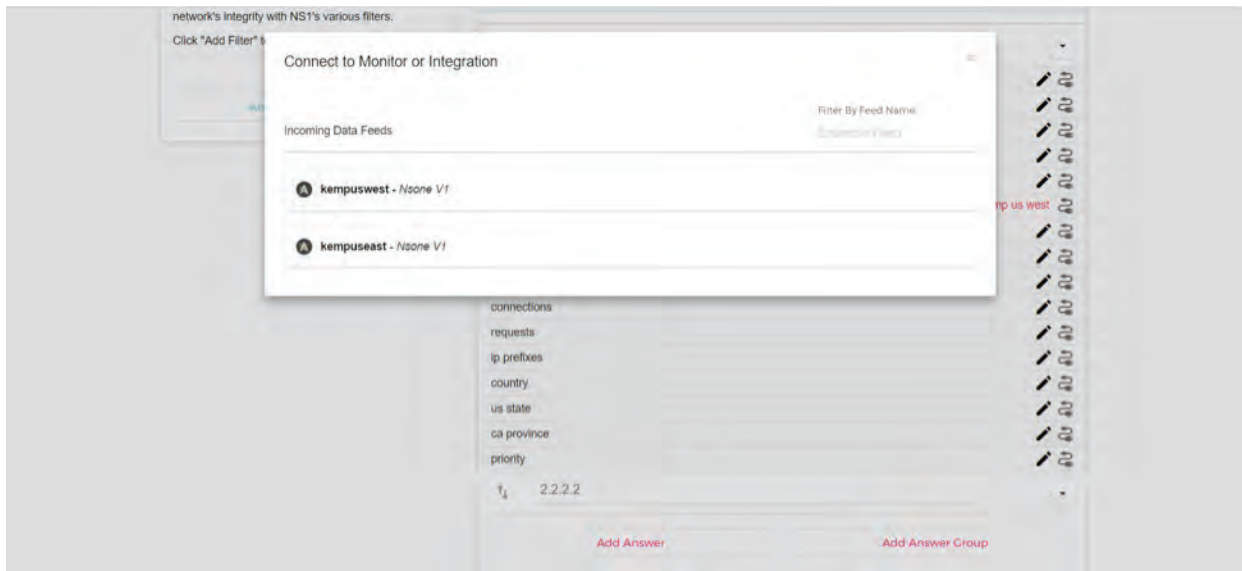 network's integrity with NS1's various filters.
Click "Add Filter" t
Connect to Monitor or Integration
Filter By Feed Name:
Incoming Data Feeds
A kempuswest - Nsone V1
mp us west
A kempuseast - Nsone V1
connections
requests
ip prefixes
country
us state
ca province
priority
2.2.2.2
Add Answer Add Answer Group